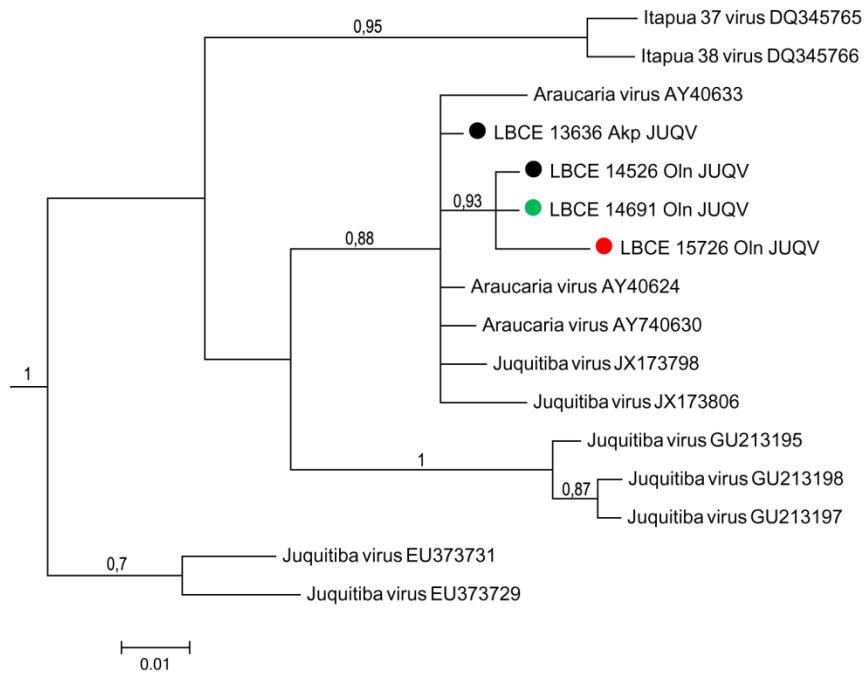 Itapua 37 virus DQ345765
0,95
Itapua 38 virus DQ345766
Araucaria virus AY40633
LBCE 13636 Akp JUQV
LBCE 14526 Oln JUQV
0,93
LBCE 14691 Oln JUQV
0,88
LBCE 15726 Oln JUQV
Araucaria virus AY40624
Araucaria virus AY740630
Juquitiba virus JX173798
1
Juquitiba virus JX173806
Juquitiba virus GU213195
1
Juquitiba virus GU213198
0,87
Juquitiba virus GU213197
Juquitiba virus EU373731
0,7
Juquitiba virus EU373729
0.01